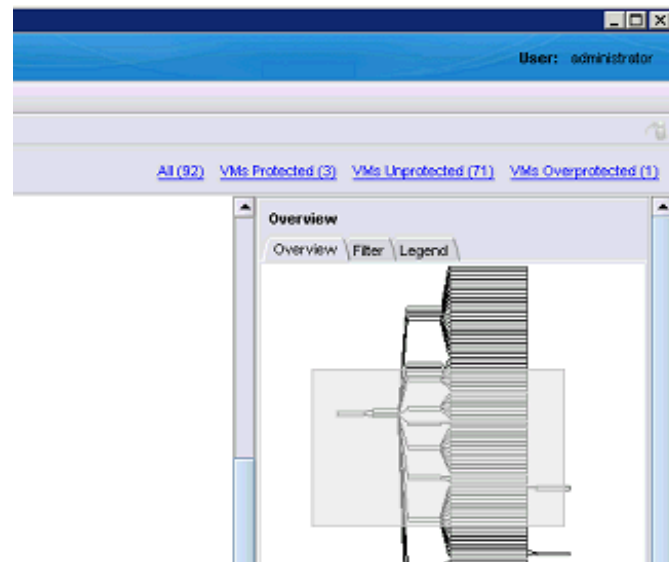 User: administrator
All (92) VMs Protected (3) VMs Unprotected (71) VMs Overprotected (1)
Overview
Overview Filter Legend